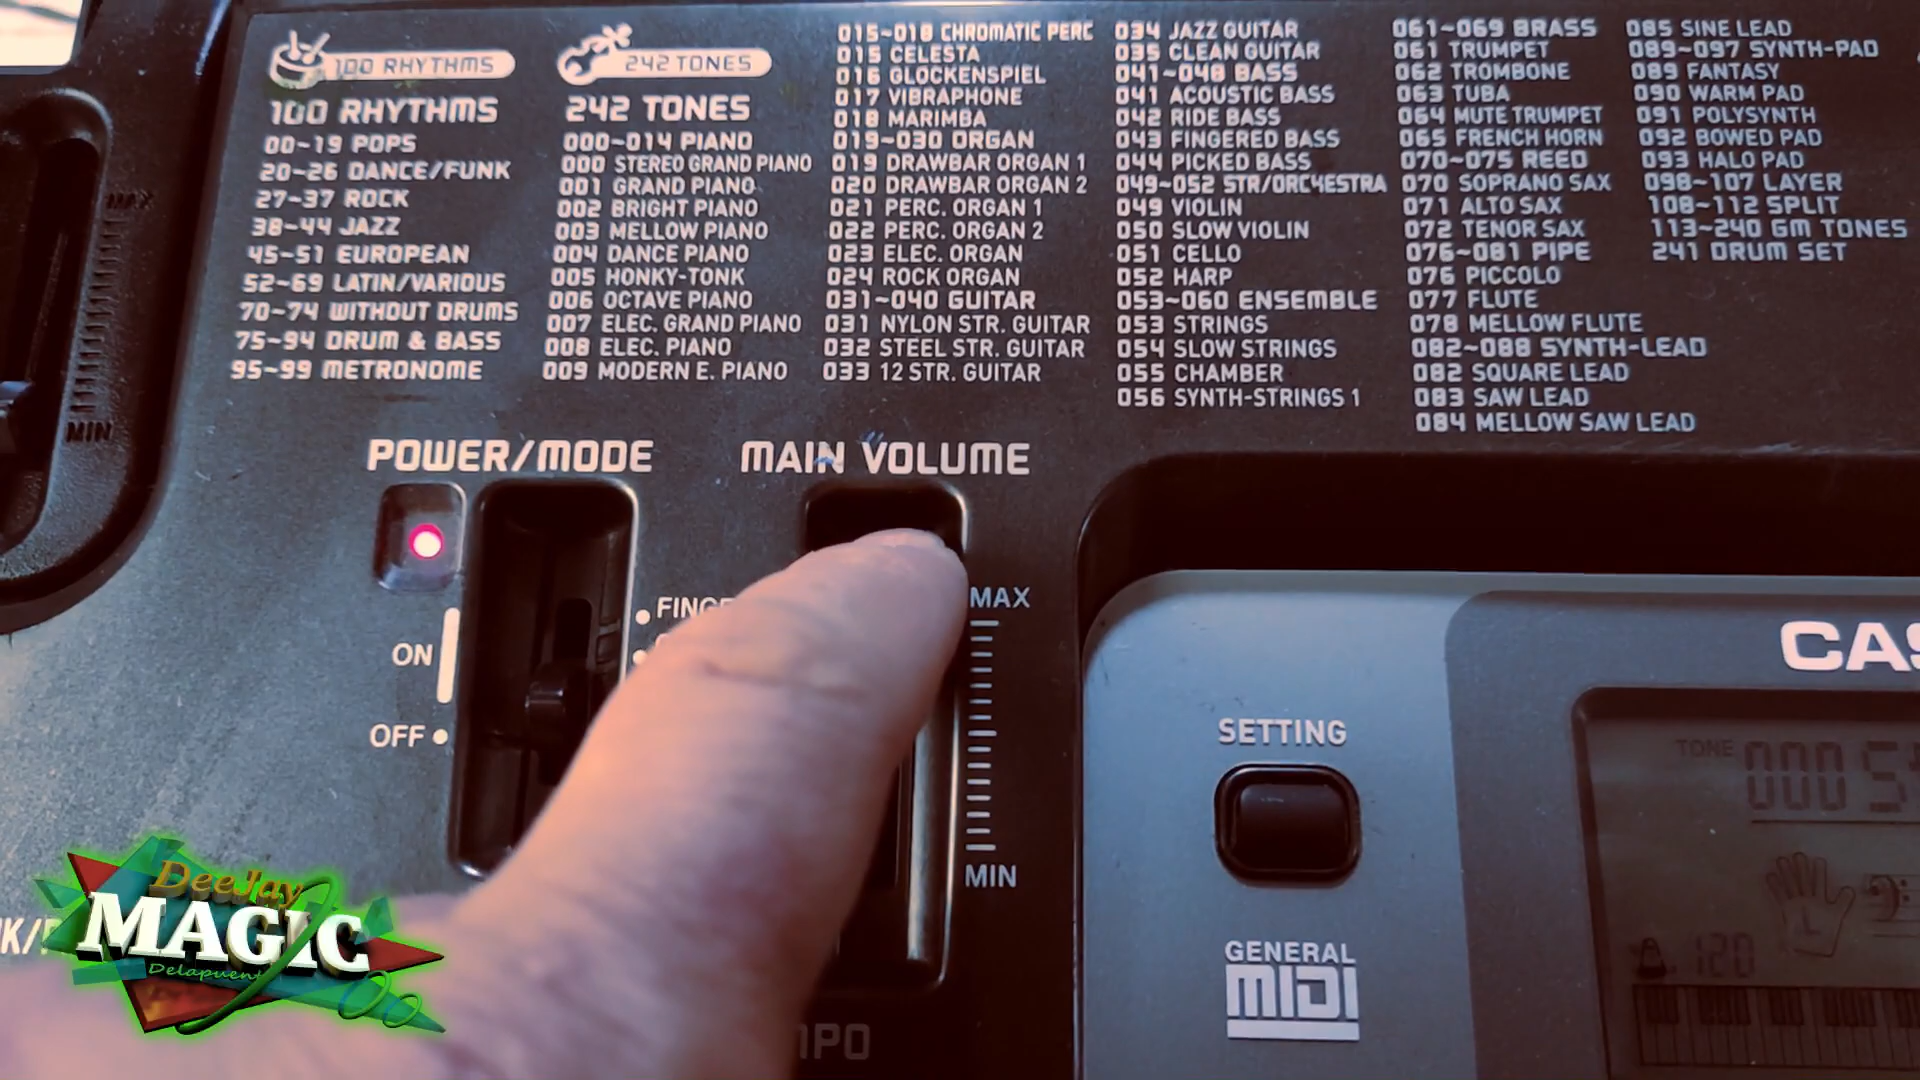 100 RHYTHMS
100 RHYTHMS
00~19 POPS
20~26 DANCE/FUNK
27~37 ROCK
38~44 JAZZ
45~51 EUROPEAN
52~69 LATIN/VARIOUS
70~74 WITHOUT DRUMS
75~94 DRUM & BASS
95~99 METRONOME
242 TONES
242 TONES
000~014 PIANO
000 STEREO GRAND PIANO
001 GRAND PIANO
002 BRIGHT PIANO
003 MELLOW PIANO
004 DANCE PIANO
005 HONKY-TONK
006 OCTAVE PIANO
007 ELEC. GRAND PIANO
008 ELEC. PIANO
009 MODERN E. PIANO
015~018 CHROMATIC PERC
015 CELESTA
016 GLOCKENSPIEL
017 VIBRAPHONE
018 MARIMBA
019~030 ORGAN
019 DRAWBAR ORGAN 1
020 DRAWBAR ORGAN 2
021 PERC. ORGAN 1
022 PERC. ORGAN 2
023 ELEC. ORGAN
024 ROCK ORGAN
031~040 GUITAR
031 NYLON STR. GUITAR
032 STEEL STR. GUITAR
033 12 STR. GUITAR
034 JAZZ GUITAR
035 CLEAN GUITAR
041~048 BASS
041 ACOUSTIC BASS
042 RIDE BASS
043 FINGERED BASS
044 PICKED BASS
049~052 STR/ORCHESTRA
049 VIOLIN
050 SLOW VIOLIN
051 CELLO
052 HARP
053~060 ENSEMBLE
053 STRINGS
054 SLOW STRINGS
055 CHAMBER
056 SYNTH-STRINGS 1
061~069 BRASS
061 TRUMPET
062 TROMBONE
063 TUBA
064 MUTE TRUMPET
065 FRENCH HORN
070~075 REED
070 SOPRANO SAX
071 ALTO SAX
072 TENOR SAX
076~081 PIPE
076 PICCOLO
077 FLUTE
078 MELLOW FLUTE
082~088 SYNTH-LEAD
082 SQUARE LEAD
083 SAW LEAD
084 MELLOW SAW LEAD
085 SINE LEAD
089~097 SYNTH-PAD
089 FANTASY
090 WARM PAD
091 POLYSYNTH
092 BOWED PAD
093 HALO PAD
098~107 LAYER
108~112 SPLIT
113~240 GM TONES
241 DRUM SET
MAX
MIN
POWER/MODE
MAIN VOLUME
ON
OFF
MAX
MIN
SETTING
GENERAL
MIDI
TONE 000
L
120
DeeJay
MAGIC